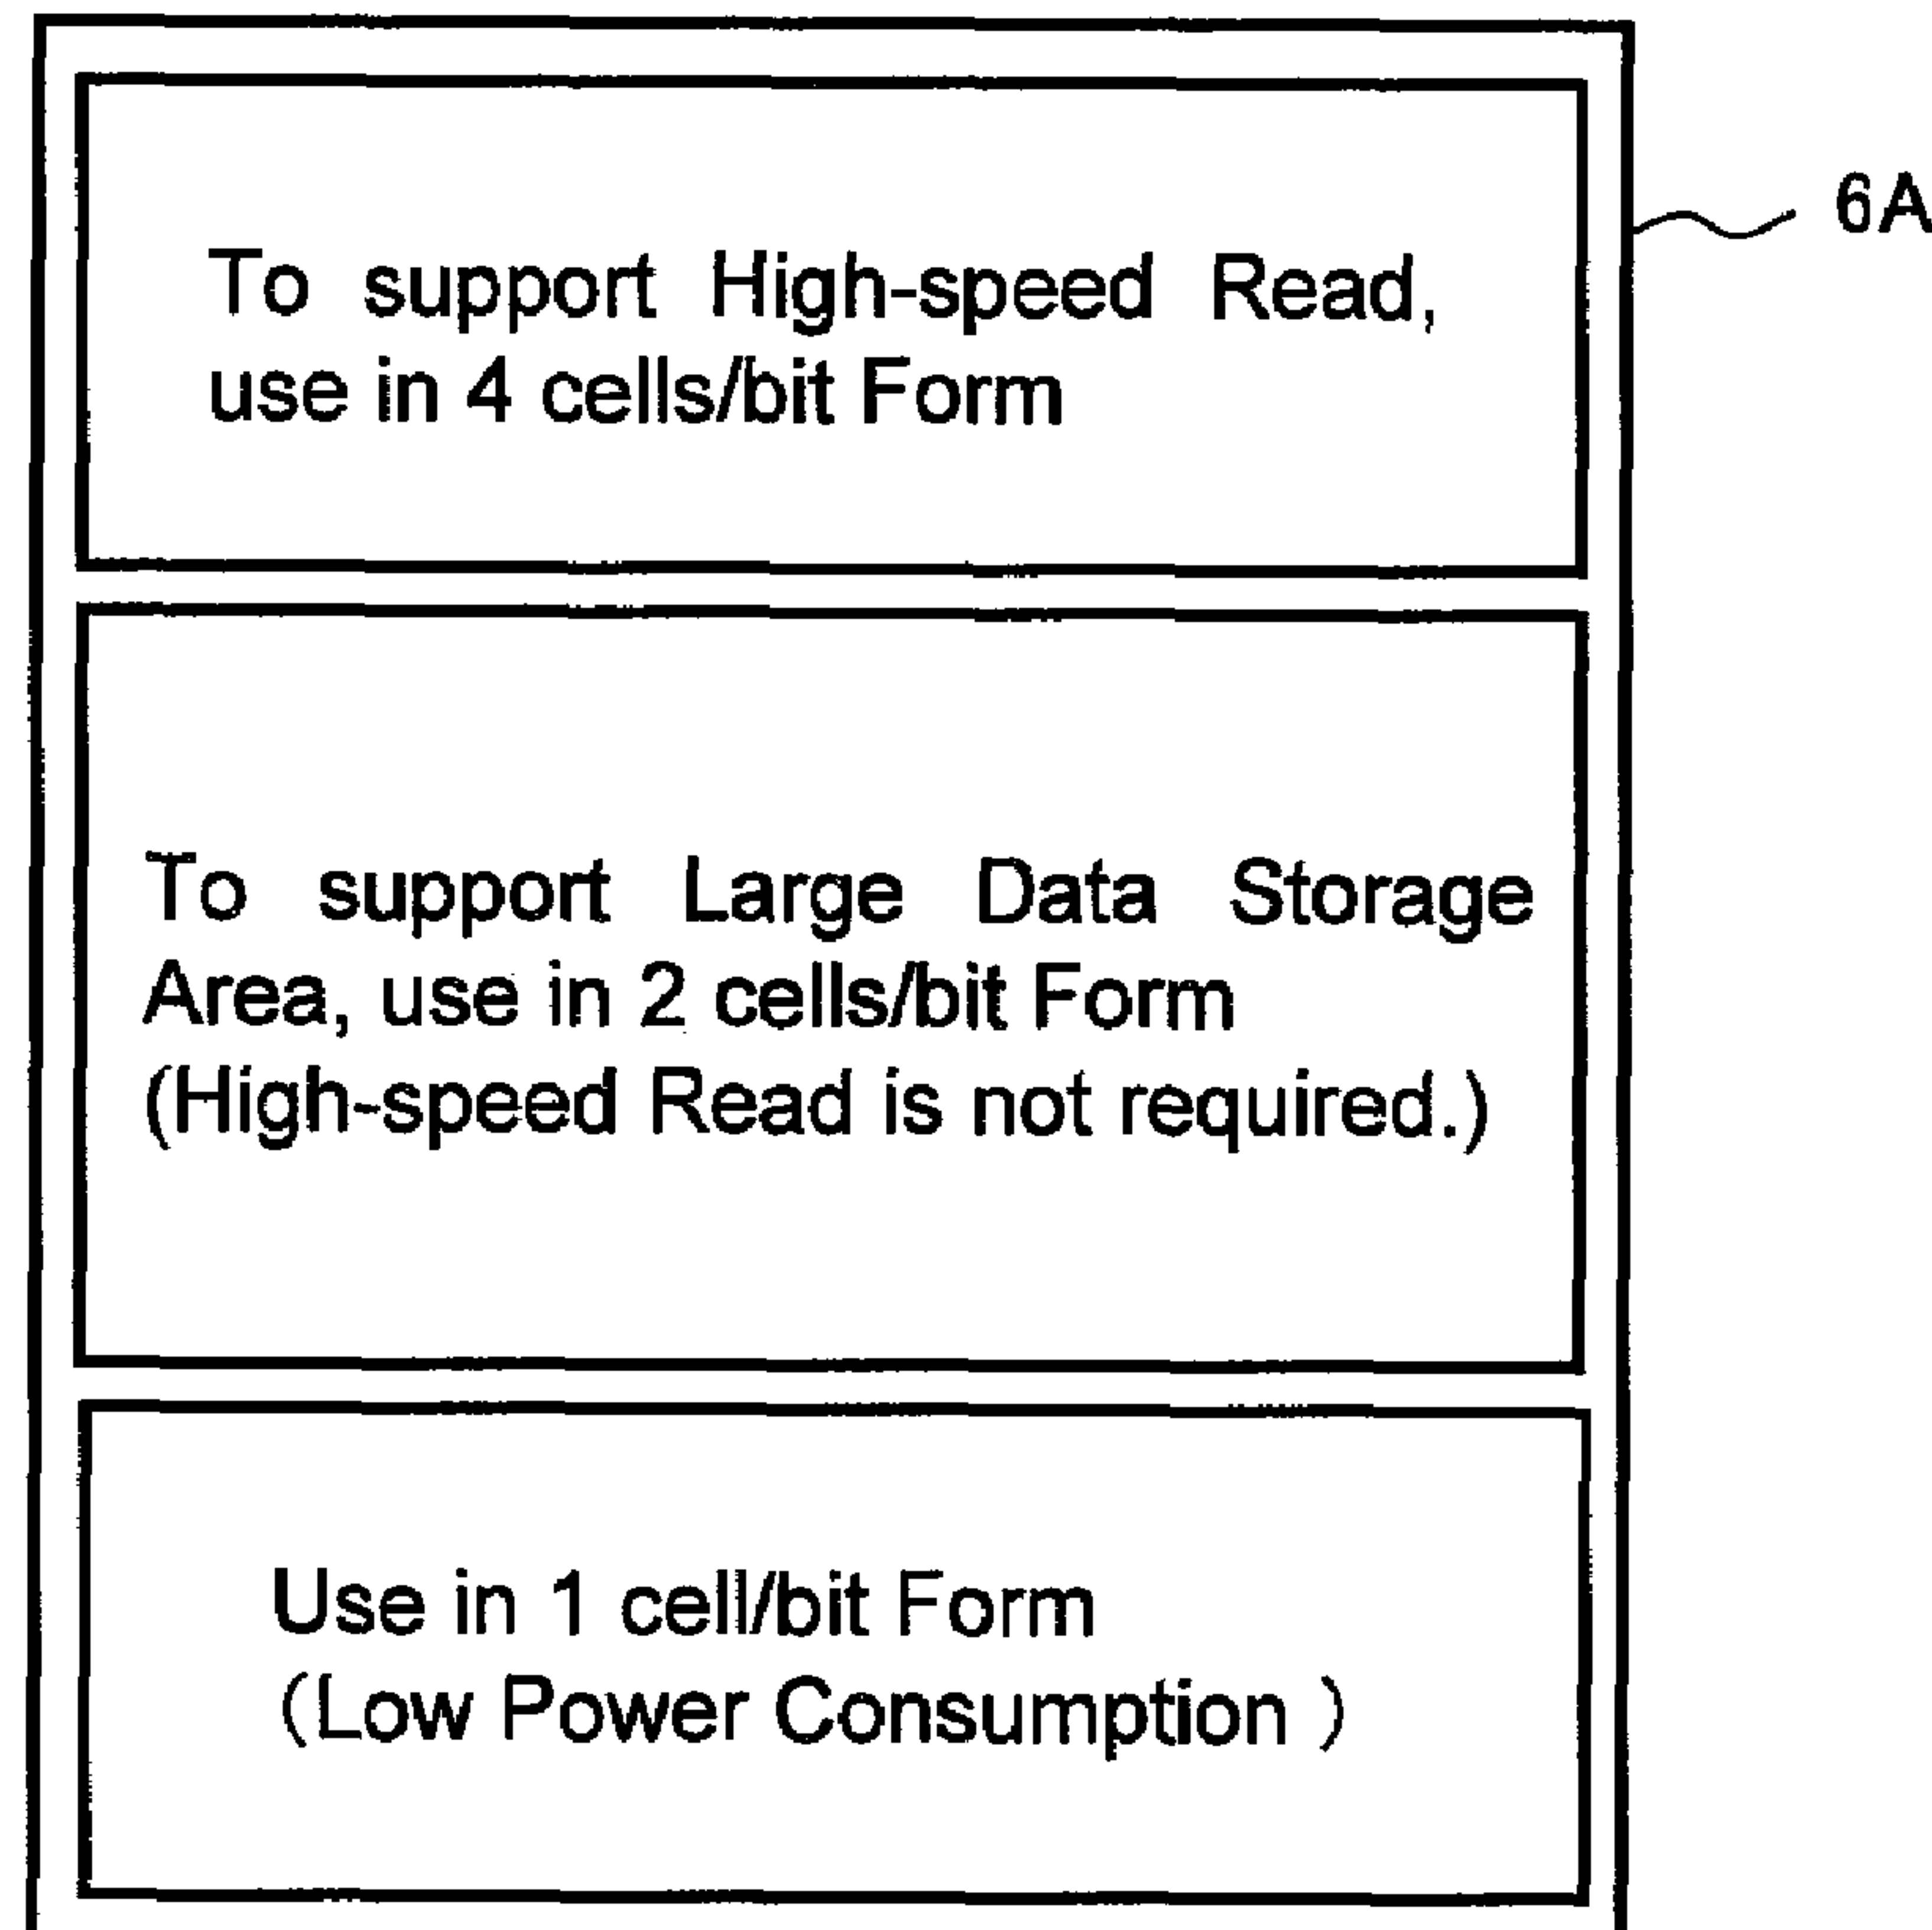 6A
To support High-speed Read,
use in 4 cells/bit Form
To support Large Data Storage
Area, use in 2 cells/bit Form
(High-speed Read is not required.)
Use in 1 cell/bit Form
(Low Power Consumption )